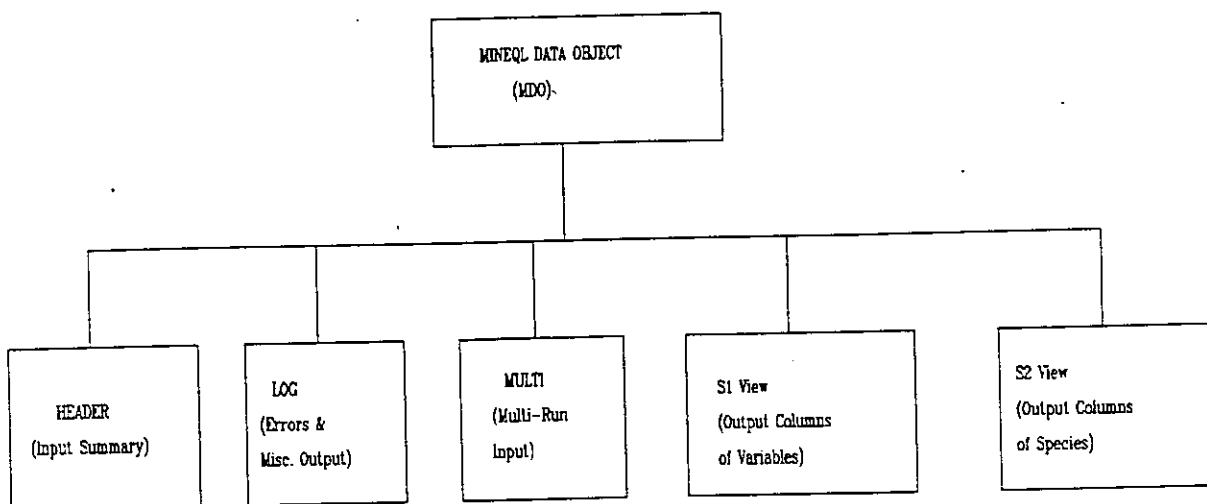 MINEQL DATA OBJECT
(MDO)
HEADER
(Input Summary)
LOG
(Errors &
Misc. Output)
MULTI
(Multi-Run
Input)
S1 View
(Output Columns
of Variables)
S2 View
(Output Columns
of Species)